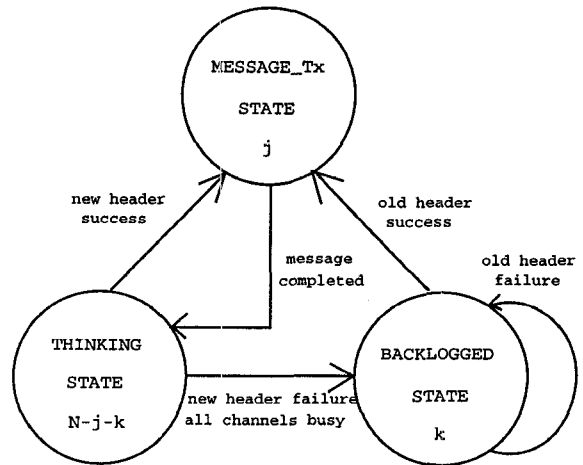 MESSAGE_Tx
STATE
j
new header
success
old header
success
message
completed
old header
failure
THINKING
STATE
N-j-k
new header failure
all channels busy
BACKLOGGED
STATE
k